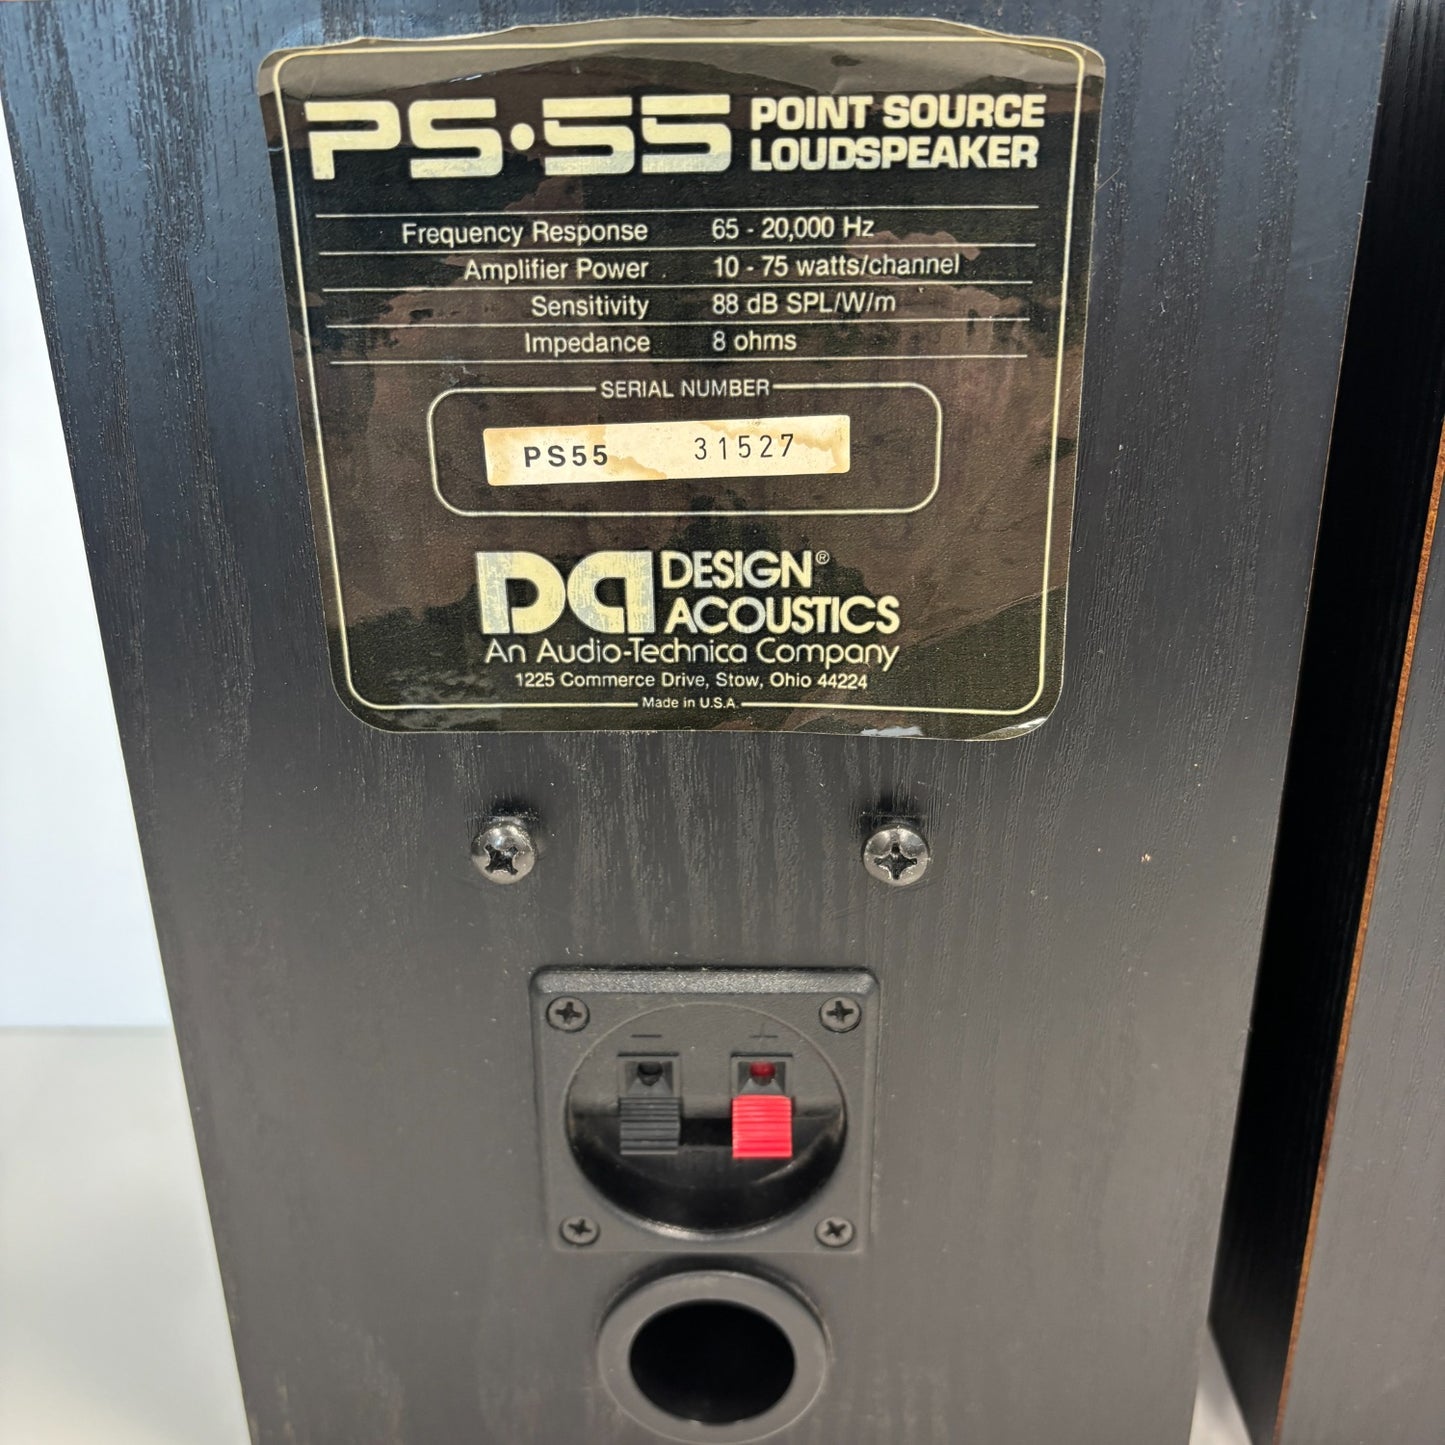 PS·55 POINT SOURCE
LOUDSPEAKER
Frequency Response 65 - 20,000 Hz
Amplifier Power 10 - 75 watts/channel
Sensitivity 88 dB SPL/W/m
Impedance 8 ohms
SERIAL NUMBER
PS55 31527
da DESIGN®
ACOUSTICS
An Audio-Technica Company
1225 Commerce Drive, Stow, Ohio 44224
Made in U.S.A.
− +